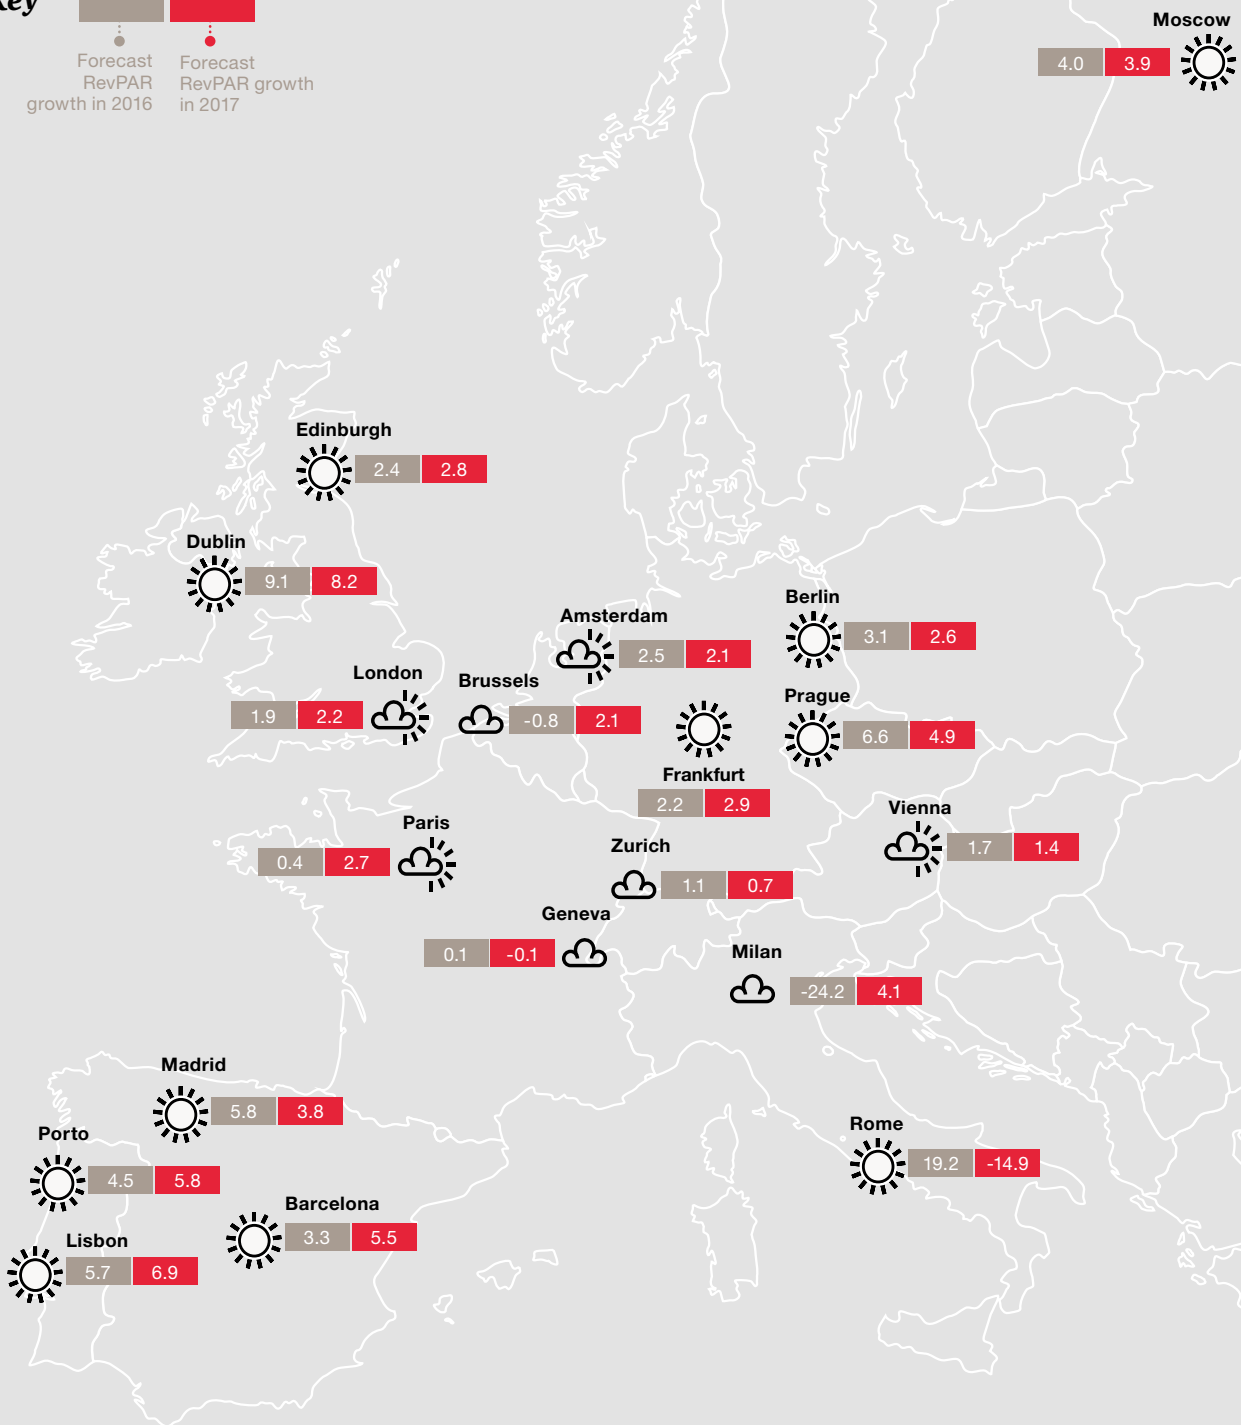 Key
Forecast
RevPAR
growth in 2016
Forecast
RevPAR growth
in 2017
Moscow
4.0 3.9
Edinburgh
2.4 2.8
Dublin
9.1 8.2
Berlin
3.1 2.6
Amsterdam
2.5 2.1
London
1.9 2.2
Brussels
-0.8 2.1
Prague
6.6 4.9
Frankfurt
2.2 2.9
Vienna
1.7 1.4
Paris
0.4 2.7
Zurich
1.1 0.7
Geneva
0.1 -0.1
Milan
-24.2 4.1
Madrid
5.8 3.8
Rome
19.2 -14.9
Porto
4.5 5.8
Barcelona
3.3 5.5
Lisbon
5.7 6.9